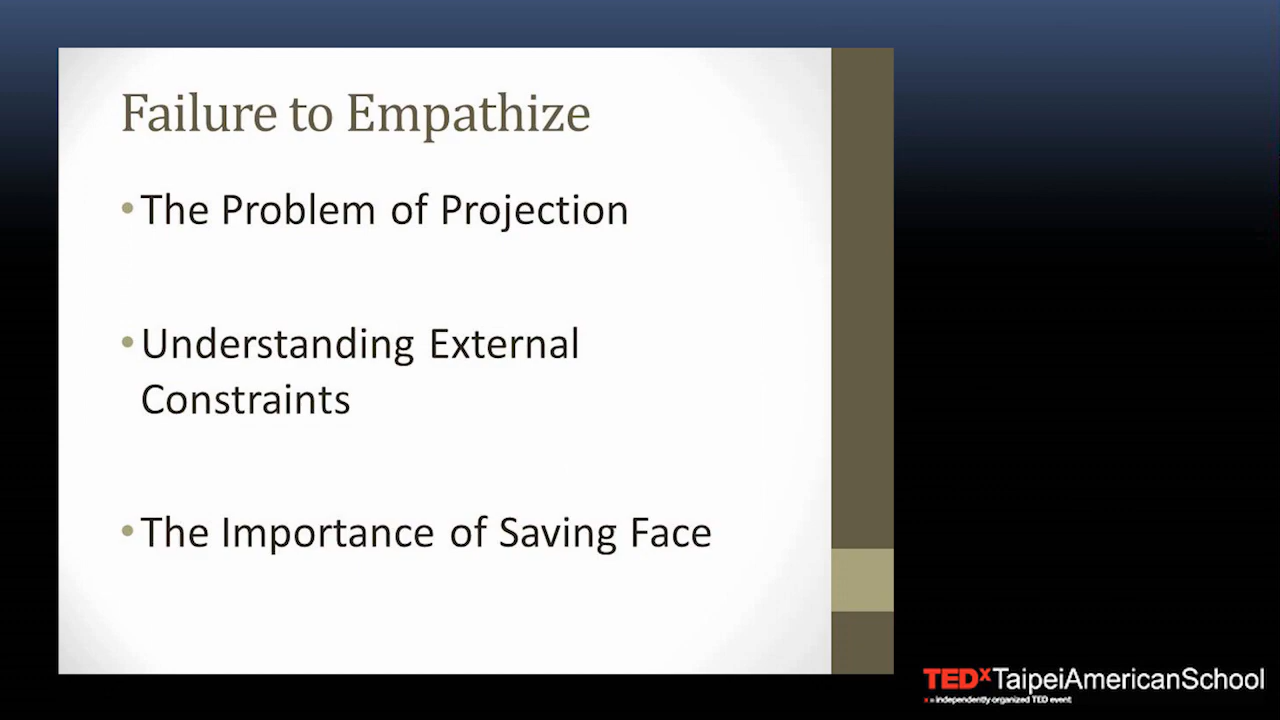 Failure to Empathize
•The Problem of Projection
•Understanding External
Constraints
•The Importance of Saving Face
TEDxTaipeiAmericanSchool
x = independently organized TED event